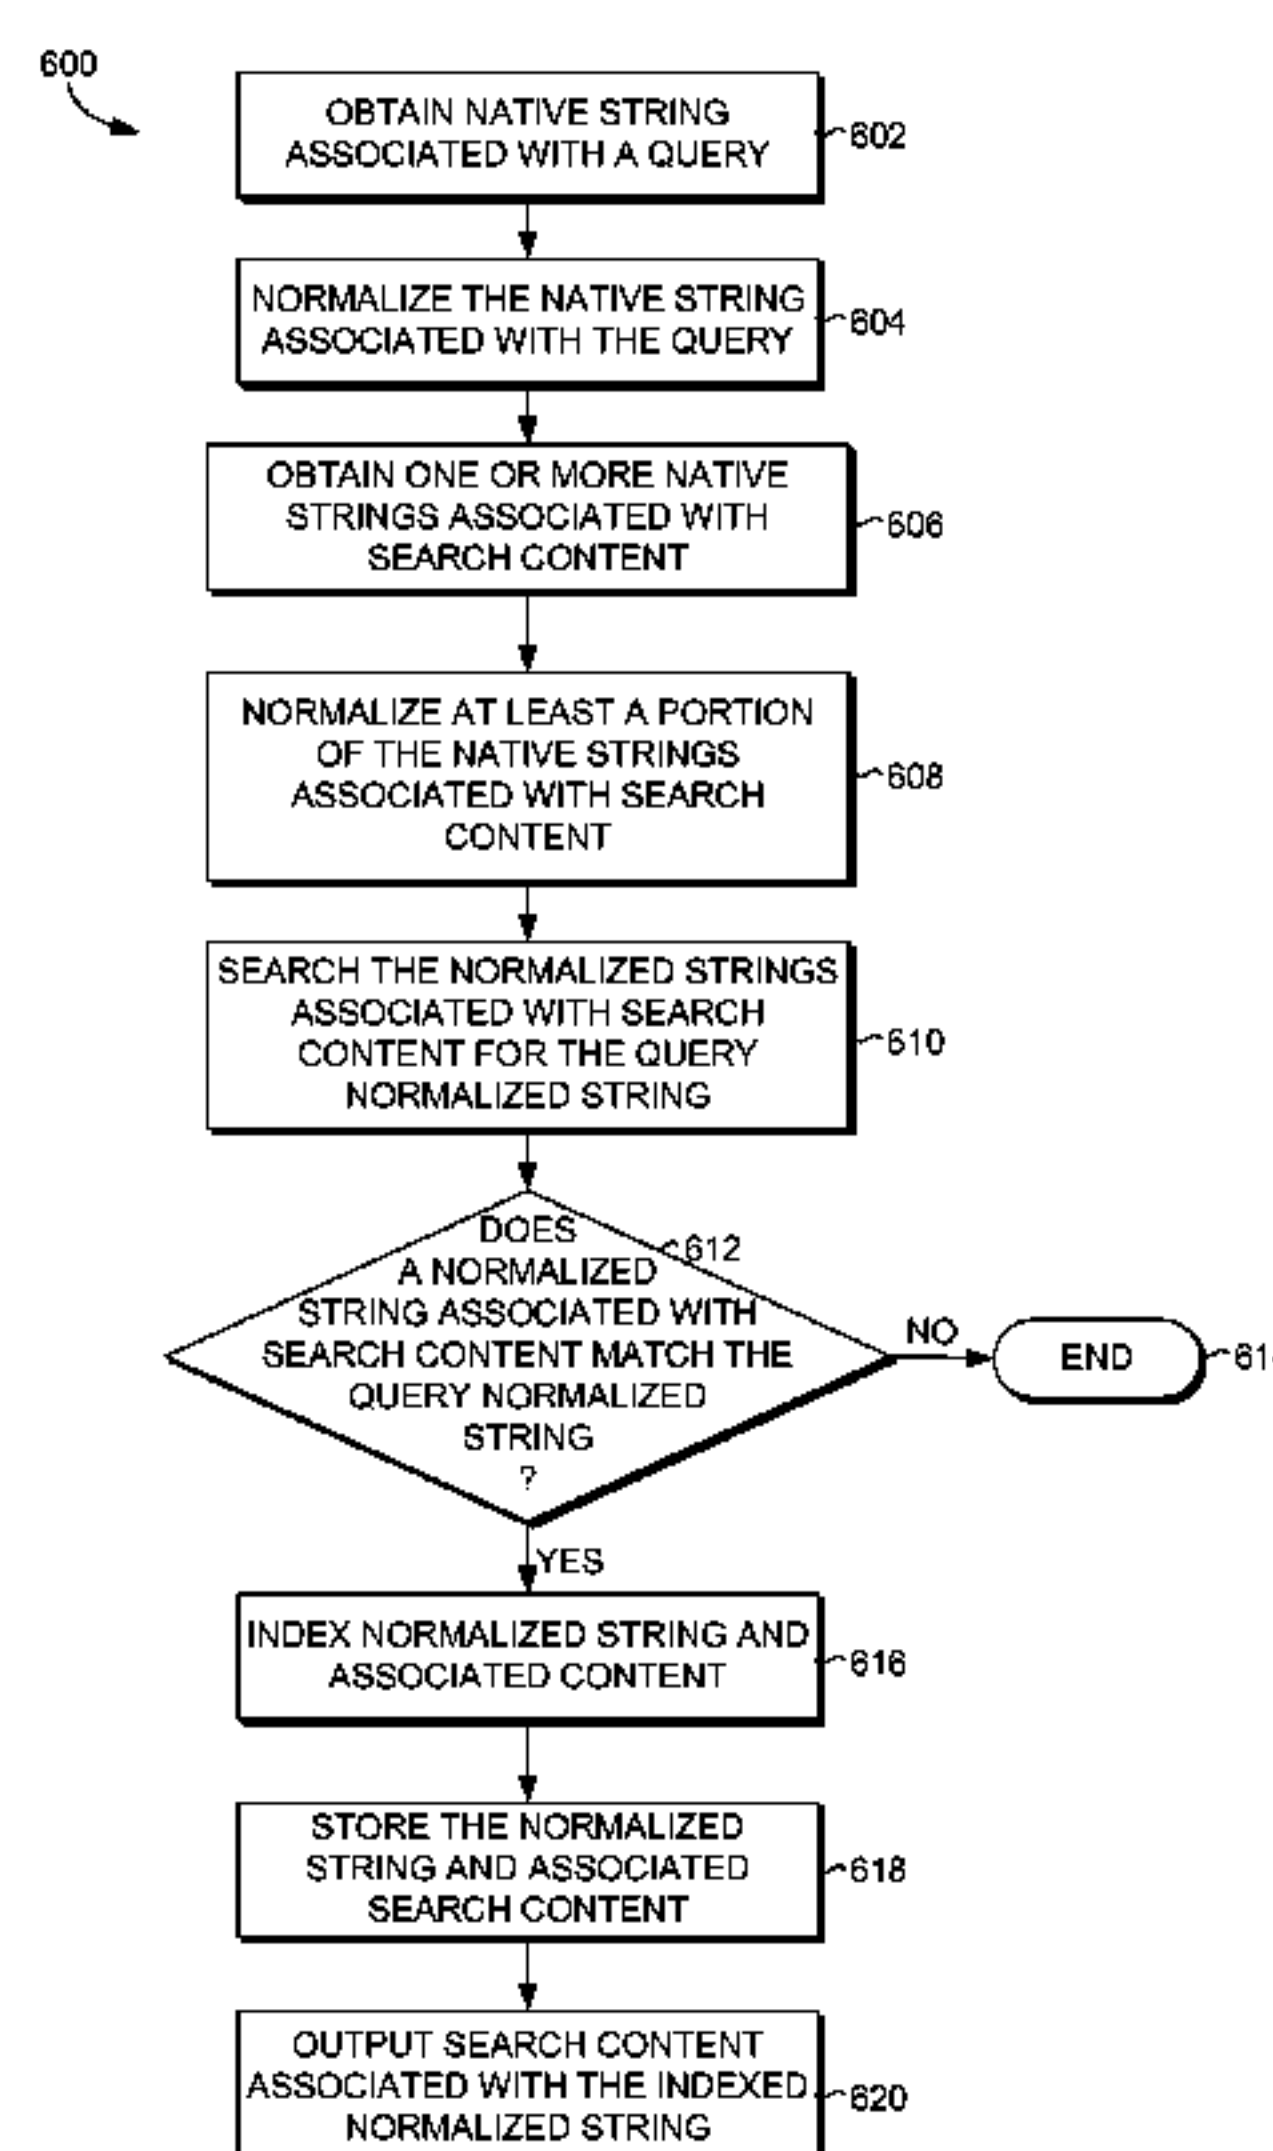 600
OBTAIN NATIVE STRING
ASSOCIATED WITH A QUERY
602
NORMALIZE THE NATIVE STRING
ASSOCIATED WITH THE QUERY
604
OBTAIN ONE OR MORE NATIVE
STRINGS ASSOCIATED WITH
SEARCH CONTENT
606
NORMALIZE AT LEAST A PORTION
OF THE NATIVE STRINGS
ASSOCIATED WITH SEARCH
CONTENT
608
SEARCH THE NORMALIZED STRINGS
ASSOCIATED WITH SEARCH
CONTENT FOR THE QUERY
NORMALIZED STRING
610
DOES
A NORMALIZED
STRING ASSOCIATED WITH
SEARCH CONTENT MATCH THE
QUERY NORMALIZED
STRING
?
612
NO
END
YES
INDEX NORMALIZED STRING AND
ASSOCIATED CONTENT
616
STORE THE NORMALIZED
STRING AND ASSOCIATED
SEARCH CONTENT
618
OUTPUT SEARCH CONTENT
ASSOCIATED WITH THE INDEXED
NORMALIZED STRING
620